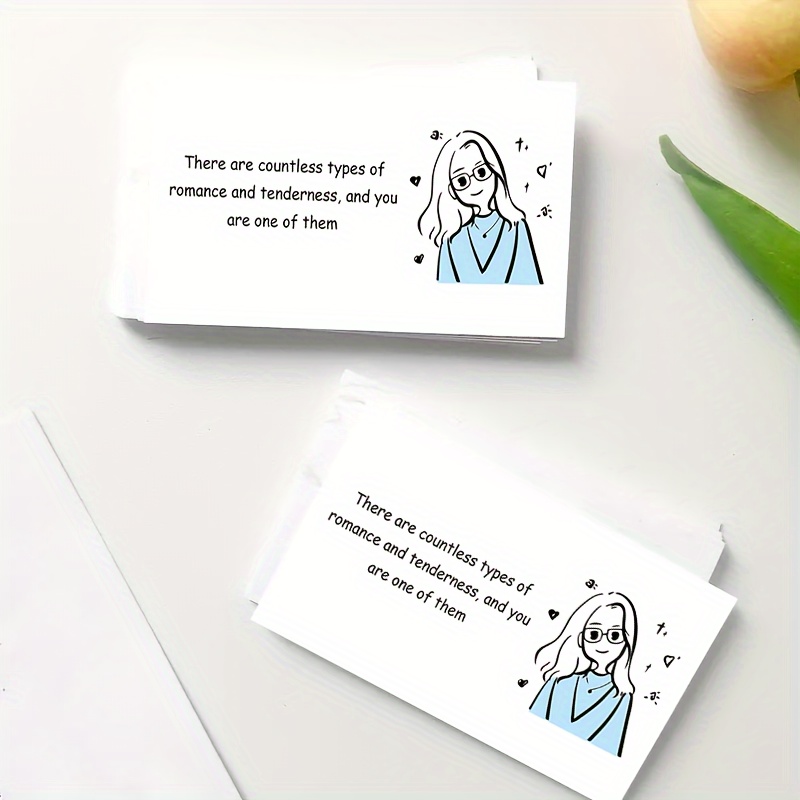 There are countless types of
romance and tenderness, and you
are one of them
There are countless types of
romance and tenderness, and you
are one of them